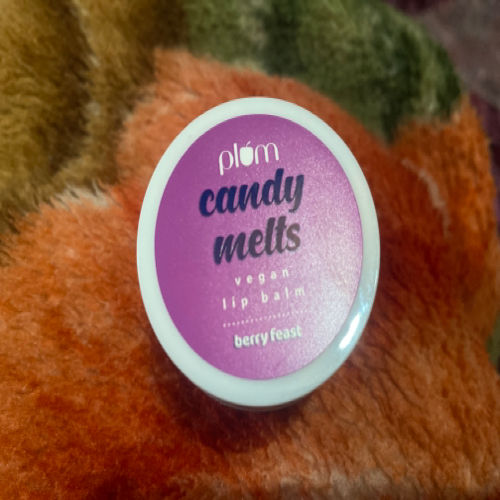 plum
candy
melts
vegan
lip balm
berry feast